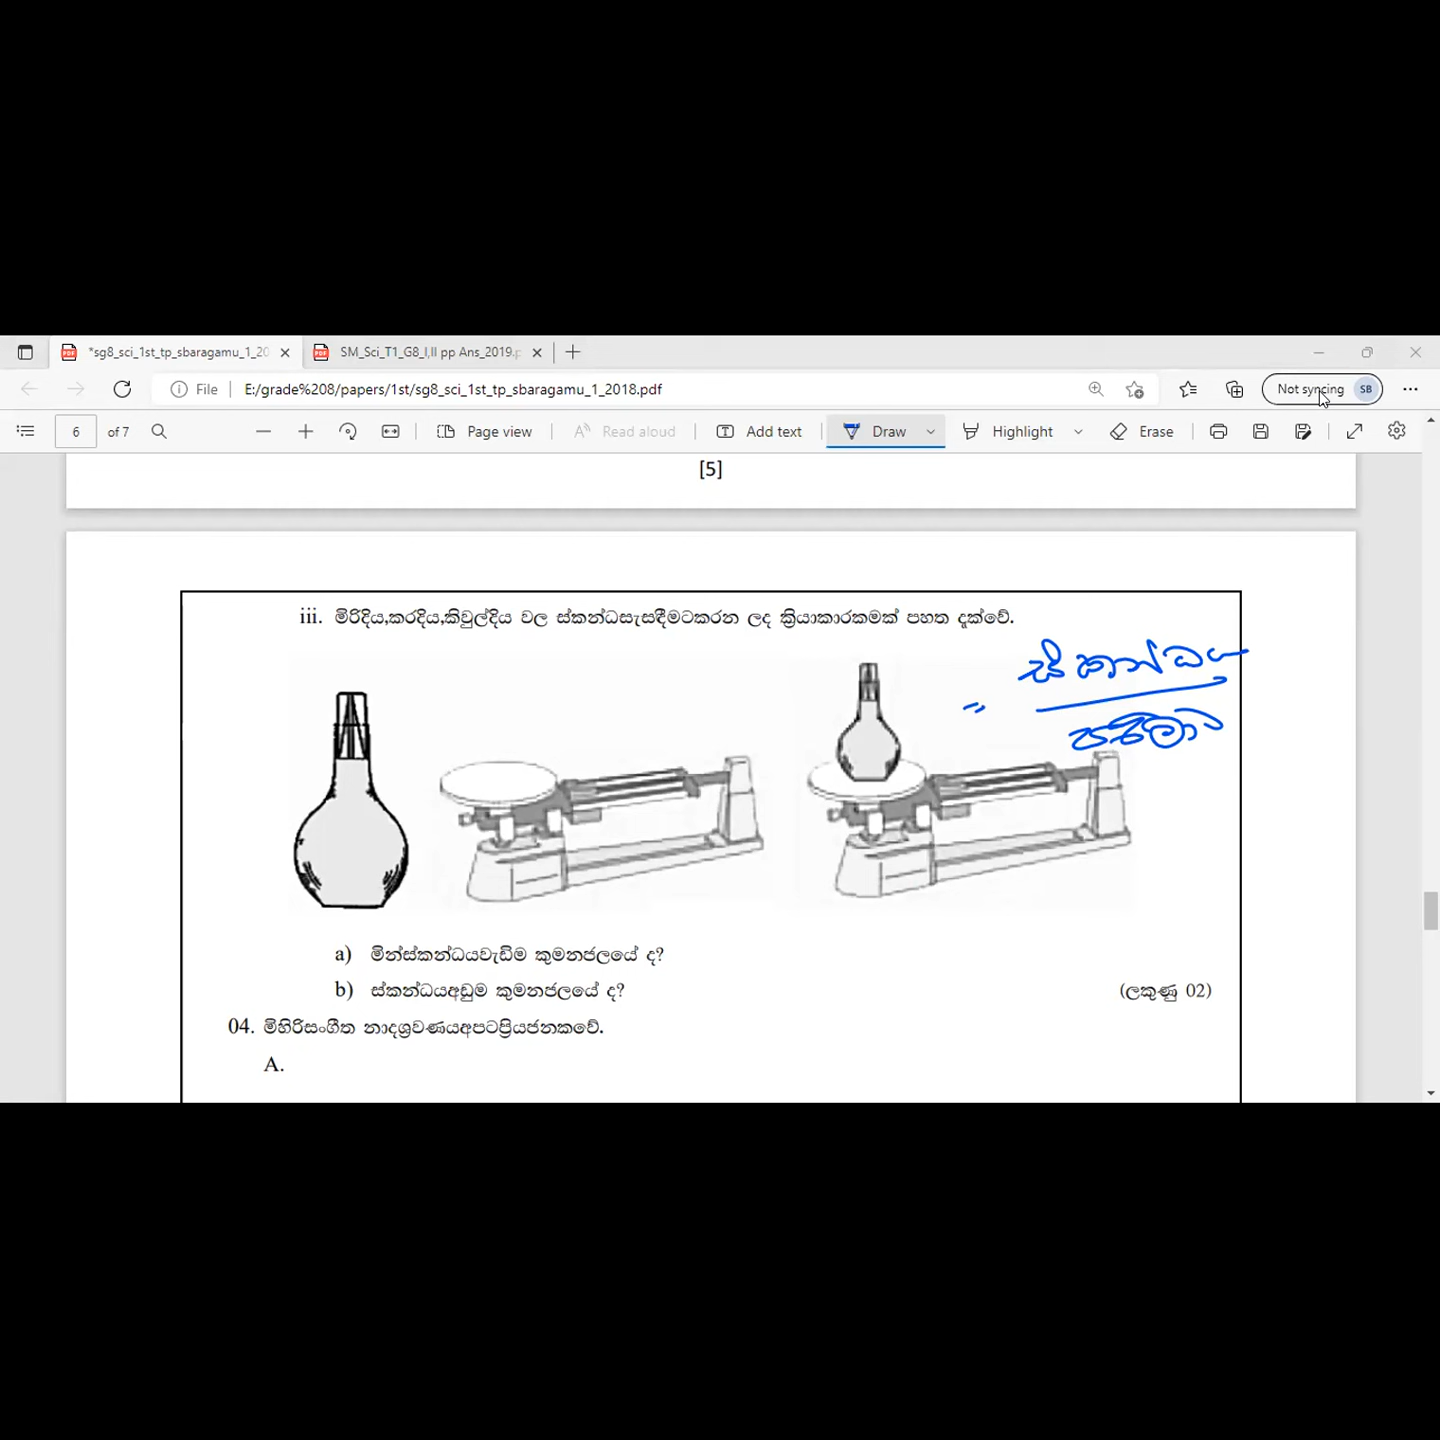 *sg8_sci_1st_tp_sbaragamu_1_20
SM_Sci_T1_G8_I,II pp Ans_2019.p
File E:/grade%208/papers/1st/sg8_sci_1st_tp_sbaragamu_1_2018.pdf Not syncing SB
6 of 7 Page view Read aloud Add text Draw Highlight Erase
[5]
iii. මිරිදිය,කරදිය,කිවුල්දිය වල ස්කන්ධසැසඳීමටකරන ලද ක්‍රියාකාරකමක් පහත දැක්වේ.
= ස්කන්ධය
පරිමාව
a) මින්ස්කන්ධයවැඩිම කුමනජලයේ ද?
b) ස්කන්ධයඅඩුම කුමනජලයේ ද? (ලකුණු 02)
04. මිහිරිසංගීත නාදශ්‍රවණයඅපටප්‍රියජනකවේ.
A.